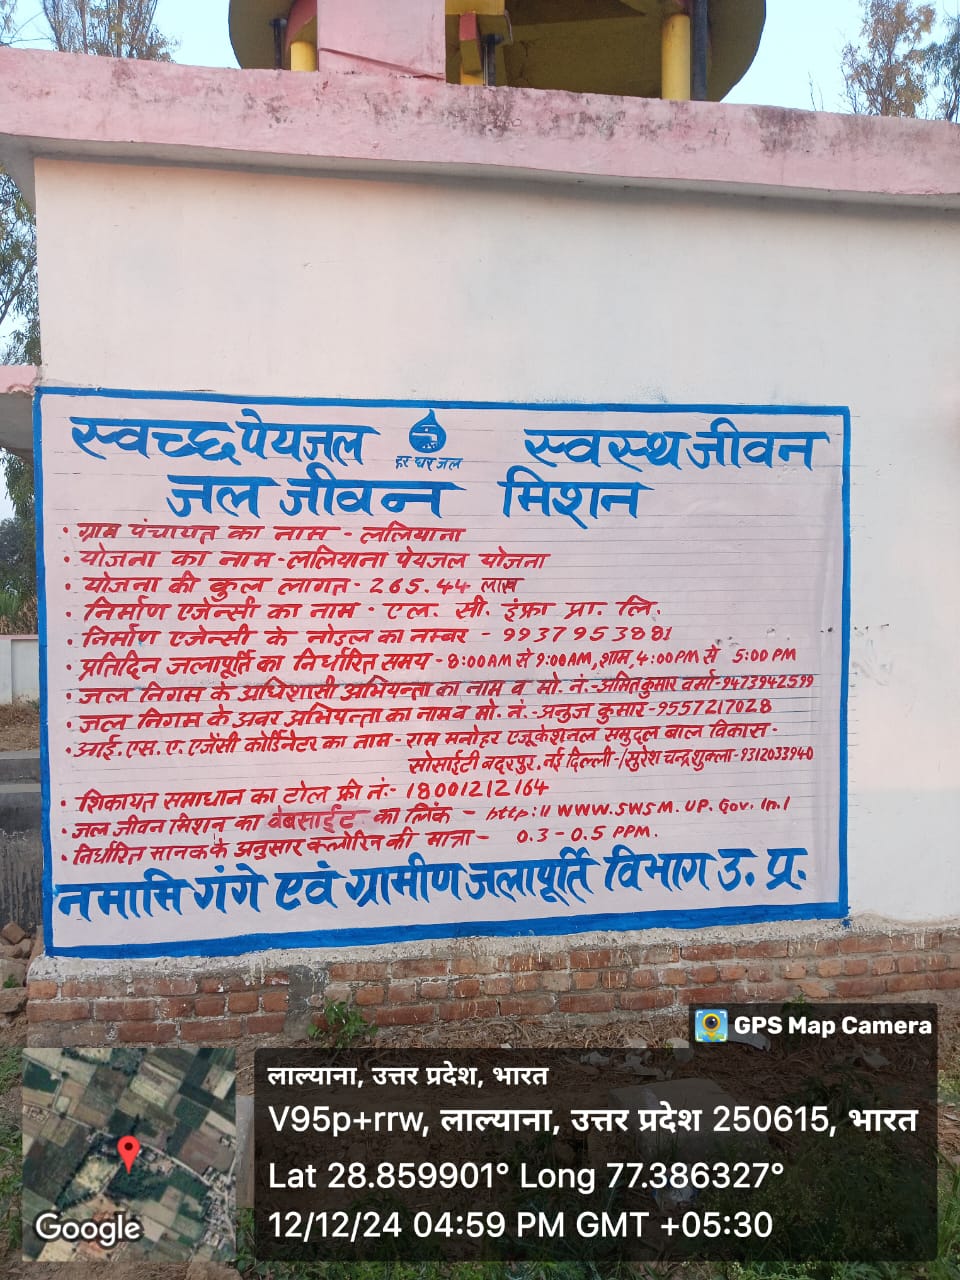 स्वच्छ पेयजल हर घर जल स्वस्थ जीवन
जल जीवन मिशन
• ग्राम पंचायत का नाम - ललियाना
• योजना का नाम - ललियाना पेयजल योजना
• योजना की कुल लागत - 265.44 लाख
• निर्माण एजेन्सी का नाम - एल. सी. इंफ्रा प्रा. लि.
• निर्माण एजेन्सी के नोडल का नम्बर - 9937953881
• प्रतिदिन जलापूर्ति का निर्धारित समय - 8:00AM से 9:00AM, शाम, 4:00PM से 5:00 PM
• जल निगम के अधिशासी अभियन्ता का नाम व मो. नं.- अमित कुमार वर्मा - 9473942599
• जल निगम के अवर अभियन्ता का नाम व मो. नं. - अनुज कुमार - 9557217028
• आई. एस. ए. एजेंसी कोर्डिनेटर का नाम - राम मनोहर एजूकेशनल समुदल बाल विकास -
सोसाईटी बदरपुर. नई दिल्ली -/सुरेश चन्द्र शुक्ला - 9312033940
• शिकायत समाधान का टोल फ्री नं.- 18001212164
• जल जीवन मिशन का वेबसाईट का लिंक - http:// WWW.SWSM.UP.Gov.In./
• निर्धारित मानक के अनुसार क्लोरिन की मात्रा - 0.3 - 0.5 PPM.
नमामि गंगे एवं ग्रामीण जलापूर्ति विभाग उ. प्र.
GPS Map Camera
लाल्याना, उत्तर प्रदेश, भारत
V95p+rrw, लाल्याना, उत्तर प्रदेश 250615, भारत
Lat 28.859901° Long 77.386327°
12/12/24 04:59 PM GMT +05:30
Google